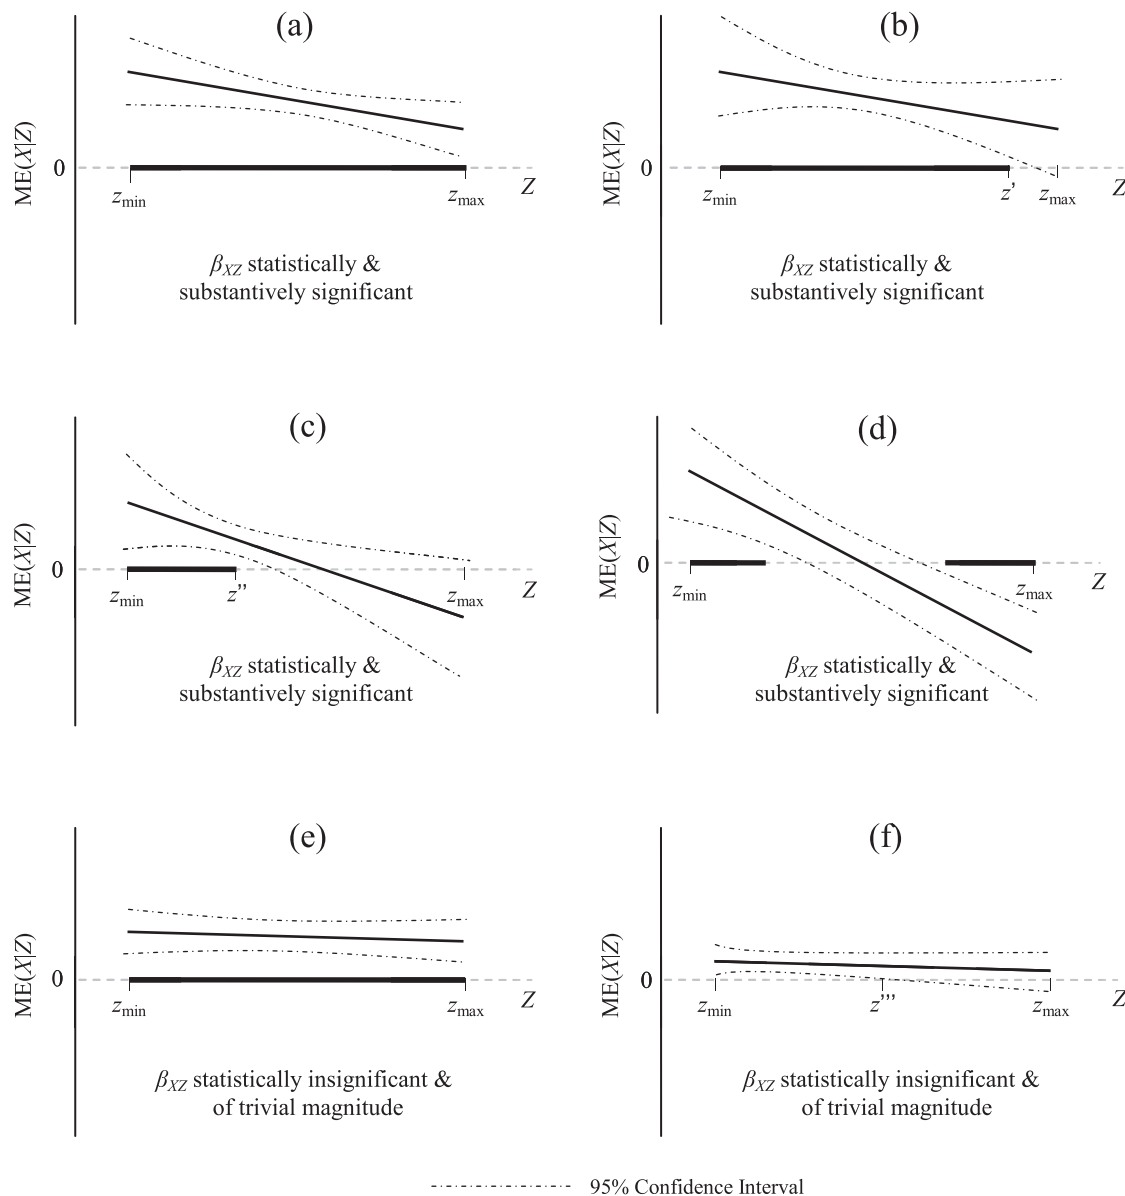 (a)
ME(X|Z)
0
z_min
z_max
Z
β_XZ statistically &
substantively significant
(b)
ME(X|Z)
0
z_min
z'
z_max
Z
β_XZ statistically &
substantively significant
(c)
ME(X|Z)
0
z_min
z''
z_max
Z
β_XZ statistically &
substantively significant
(d)
ME(X|Z)
0
z_min
z_max
Z
β_XZ statistically &
substantively significant
(e)
ME(X|Z)
0
z_min
z_max
Z
β_XZ statistically insignificant &
of trivial magnitude
(f)
ME(X|Z)
0
z_min
z'''
z_max
Z
β_XZ statistically insignificant &
of trivial magnitude
95% Confidence Interval